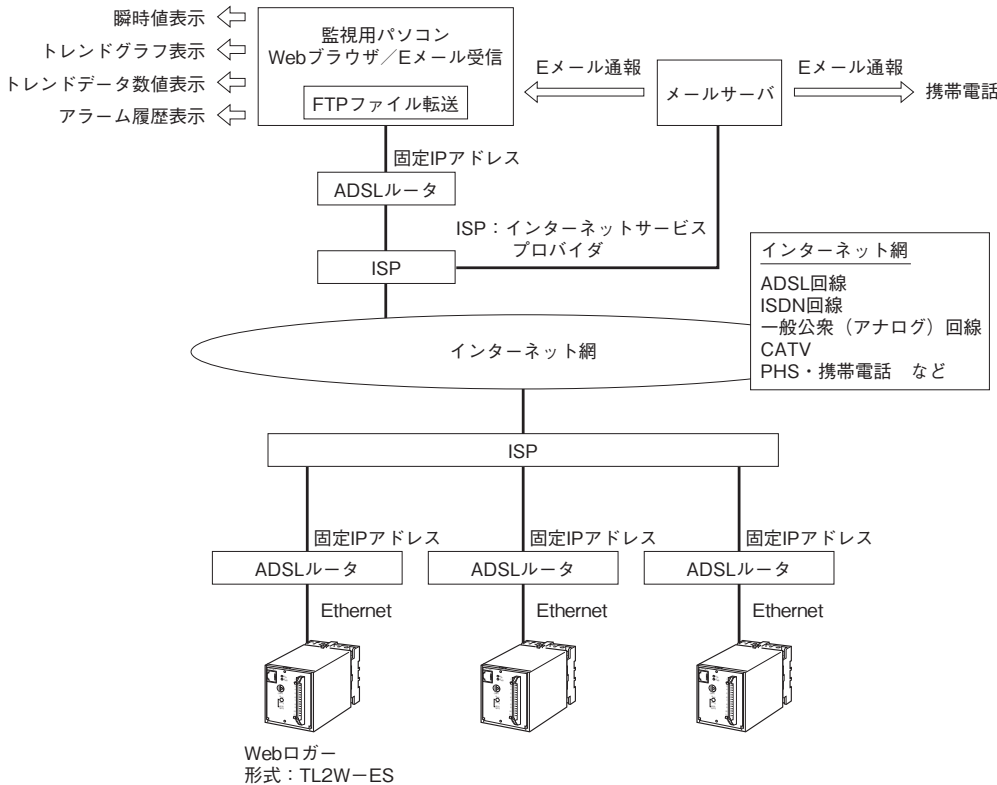 瞬時値表示
トレンドグラフ表示
トレンドデータ数値表示
アラーム履歴表示
監視用パソコン
Webブラウザ／Eメール受信
FTPファイル転送
Eメール通報
メールサーバ
Eメール通報
携帯電話
固定IPアドレス
ADSLルータ
ISP：インターネットサービス
プロバイダ
ISP
インターネット網
ADSL回線
ISDN回線
一般公衆（アナログ）回線
CATV
PHS・携帯電話　など
インターネット網
ISP
固定IPアドレス
固定IPアドレス
固定IPアドレス
ADSLルータ
ADSLルータ
ADSLルータ
Ethernet
Ethernet
Ethernet
Webロガー
形式：TL2W－ES